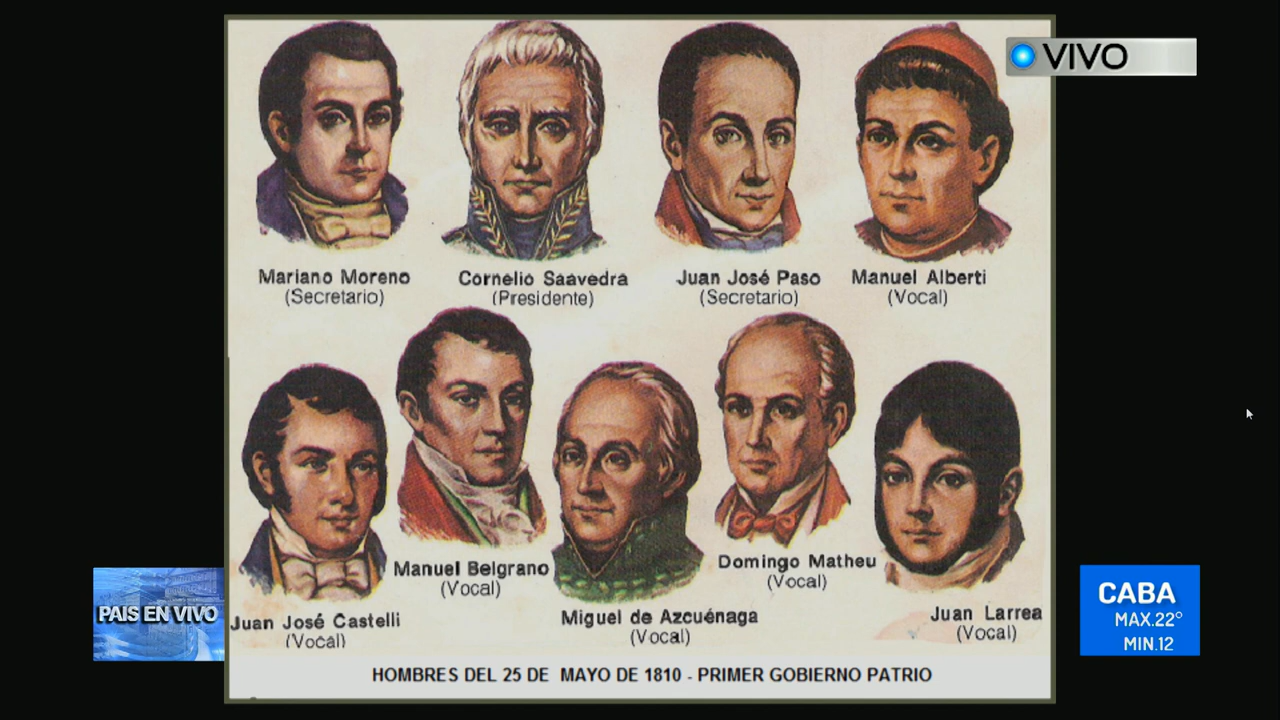 VIVO
Mariano Moreno
(Secretario)
Cornelio Saavedra
(Presidente)
Juan José Paso
(Secretario)
Manuel Alberti
(Vocal)
Juan José Castelli
(Vocal)
Manuel Belgrano
(Vocal)
Miguel de Azcuénaga
(Vocal)
Domingo Matheu
(Vocal)
Juan Larrea
(Vocal)
HOMBRES DEL 25 DE MAYO DE 1810 - PRIMER GOBIERNO PATRIO
PAIS EN VIVO
CABA
MAX.22°
MIN.12